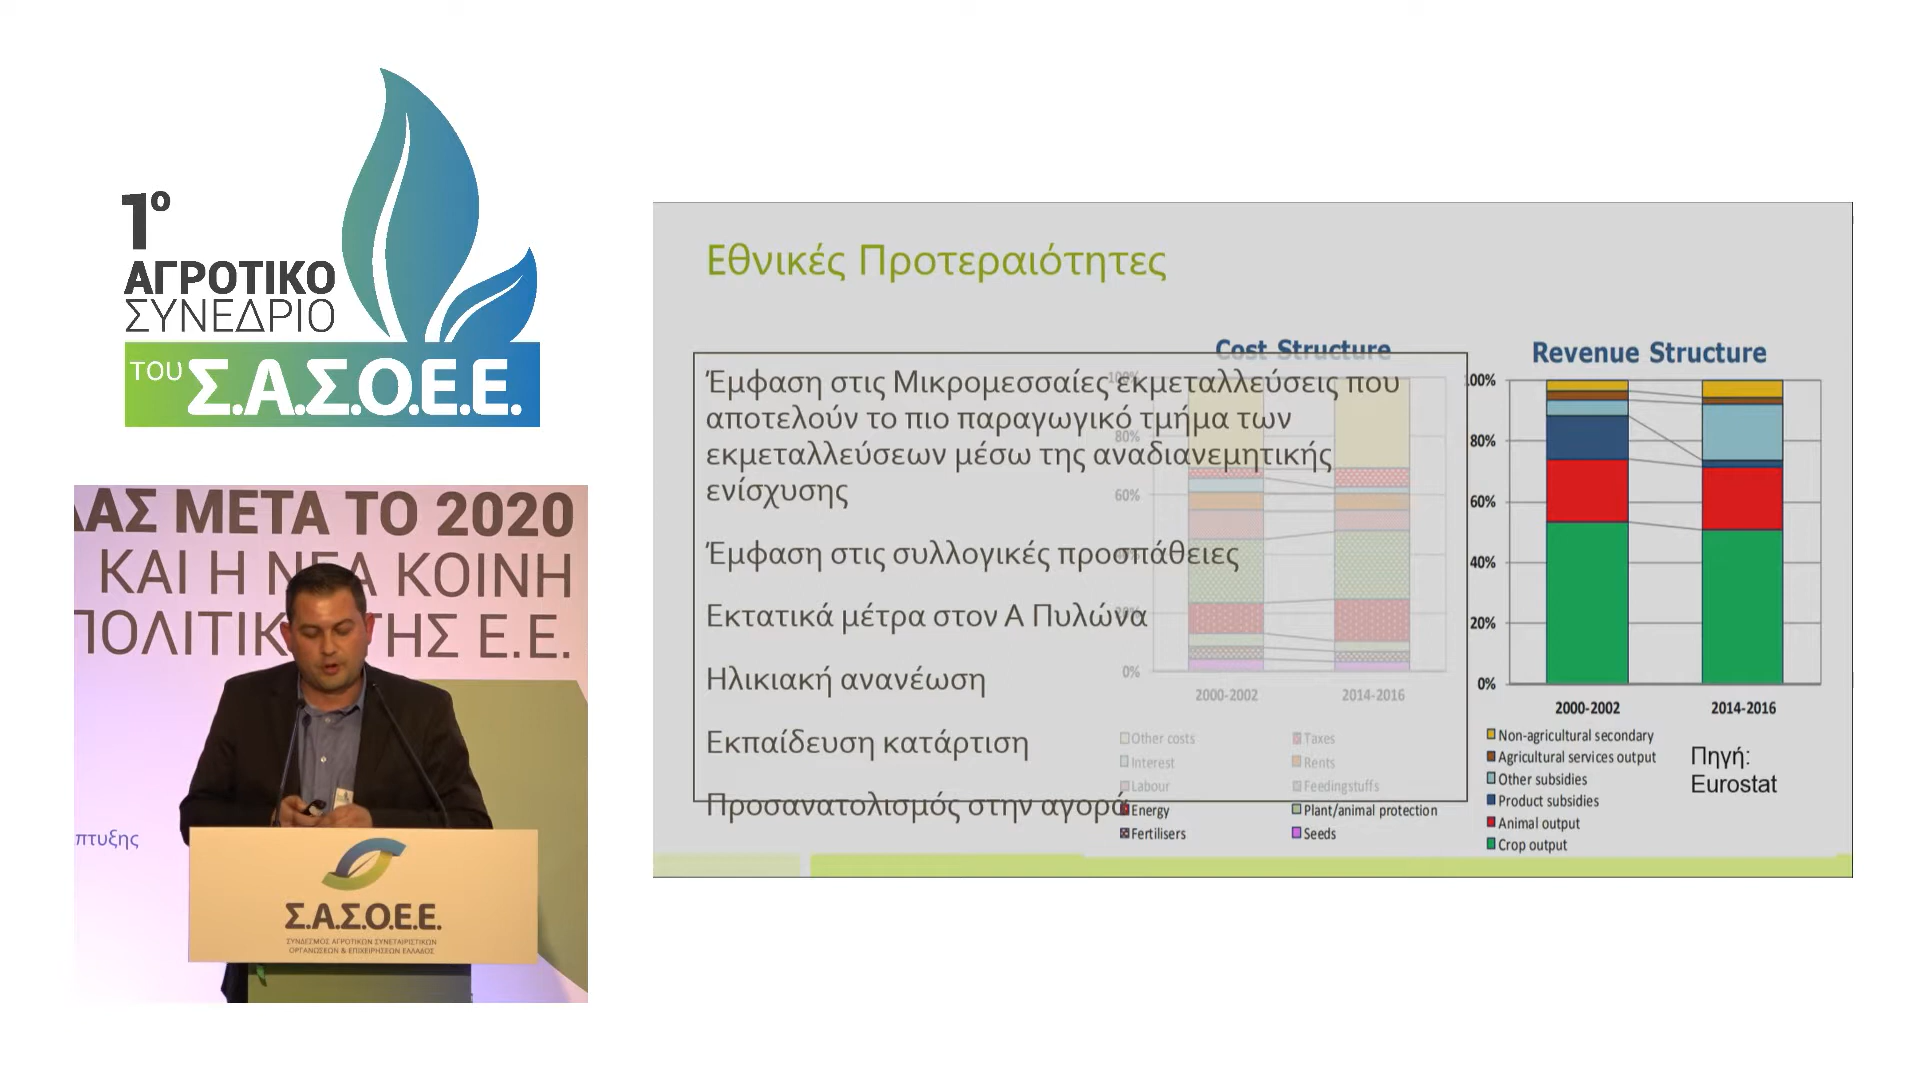 1º
ΑΓΡΟΤΙΚΟ
ΣΥΝΕΔΡΙΟ
ΤΟΥ Σ.Α.Σ.Ο.Ε.Ε.
ΛΑΣ ΜΕΤΑ ΤΟ 2020
ΚΑΙ Η ΝΕΑ ΚΟΙΝΗ
ΠΟΛΙΤΙΚ ΤΗΣ Ε.Ε.
πτυξης
Σ.Α.Σ.Ο.Ε.Ε.
ΣΥΝΔΕΣΜΟΣ ΑΓΡΟΤΙΚΩΝ ΣΥΝΕΤΑΙΡΙΣΤΙΚΩΝ
ΟΡΓΑΝΩΣΕΩΝ & ΕΠΙΧΕΙΡΗΣΕΩΝ ΕΛΛΑΔΟΣ
Εθνικές Προτεραιότητες
Έμφαση στις Μικρομεσσαίες εκμεταλλεύσεις που
αποτελούν το πιο παραγωγικό τμήμα των
εκμεταλλεύσεων μέσω της αναδιανεμητικής
ενίσχυσης
Έμφαση στις συλλογικές προσπάθειες
Εκτατικά μέτρα στον Α Πυλώνα
Ηλικιακή ανανέωση
Εκπαίδευση κατάρτιση
Προσανατολισμός στην αγορά
Cost Structure
100%
80%
60%
20%
0%
2000-2002 2014-2016
Other costs Taxes
Interest Rents
Labour Feedingstuffs
Energy Plant/animal protection
Fertilisers Seeds
Revenue Structure
100%
80%
60%
40%
20%
0%
2000-2002 2014-2016
Non-agricultural secondary
Agricultural services output
Other subsidies
Product subsidies
Animal output
Crop output
Πηγή:
Eurostat